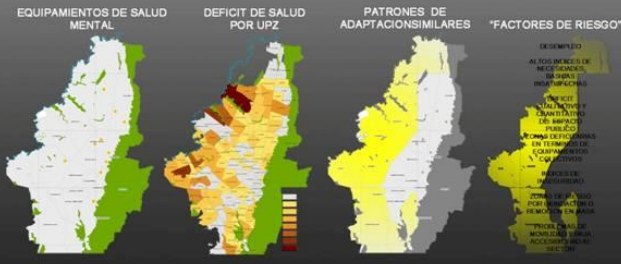 EQUIPAMIENTOS DE SALUD
MENTAL
DEFICIT DE SALUD
POR UPZ
PATRONES DE
ADAPTACIONSIMILARES
"FACTORES DE RIESGO"
DESEMPLEO
ALTOS INDICES DE
NECESIDADES
BASICAS
INSATISFECHAS
DEFICIT
CUALITATIVO Y
CUANTITATIVO
DEL ESPACIO
PUBLICO
ZONAS DEFICITARIAS
EN TERMINOS DE
EQUIPAMIENTOS
COLECTIVOS
INDICES DE
INSEGURIDAD
ZONAS DE RIESGO
POR INUNDACION O
REMOCION EN MASA
PROBLEMAS DE
MOVILIDAD Y BAJA
ACCESIBILIDAD AL
SECTOR